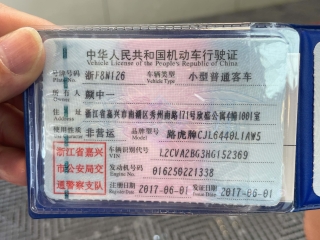 中华人民共和国机动车行驶证
Vehicle License of the People's Republic of China
号牌号码 浙F8W126 车辆类型 小型普通客车
Plate No. Vehicle Type
所有人 颜中一
Owner
住址 浙江省嘉兴市南湖区秀州南路171号 公寓4幢1001室
Address
使用性质 非营运 品牌型号 路虎牌CJL6440L1AWS
Use Character Model
浙江省嘉兴市公安局交通警察支队
车辆识别代号 L2CVA2BG3HG152369
VIN
发动机号码 016250221338
Engine No.
注册日期 2017-06-01 发证日期 2017-06-01
Register Date Issue Date